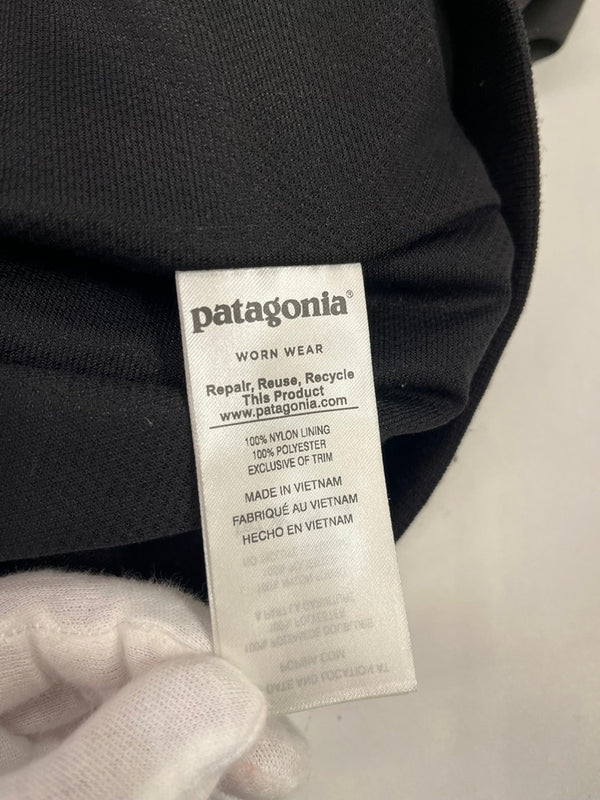 patagonia®
WORN WEAR
Repair, Reuse, Recycle
This Product
www.patagonia.com
100% NYLON LINING
100% POLYESTER
EXCLUSIVE OF TRIM
MADE IN VIETNAM
FABRIQUÉ AU VIETNAM
HECHO EN VIETNAM